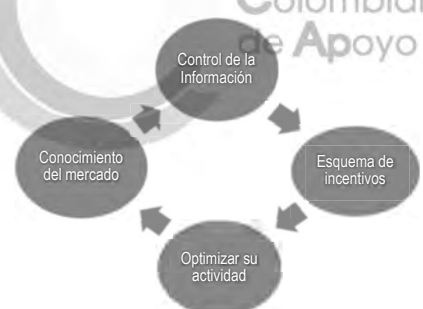 Colombia
de Apoyo
Control de la
Información
Conocimiento
del mercado
Esquema de
incentivos
Optimizar su
actividad